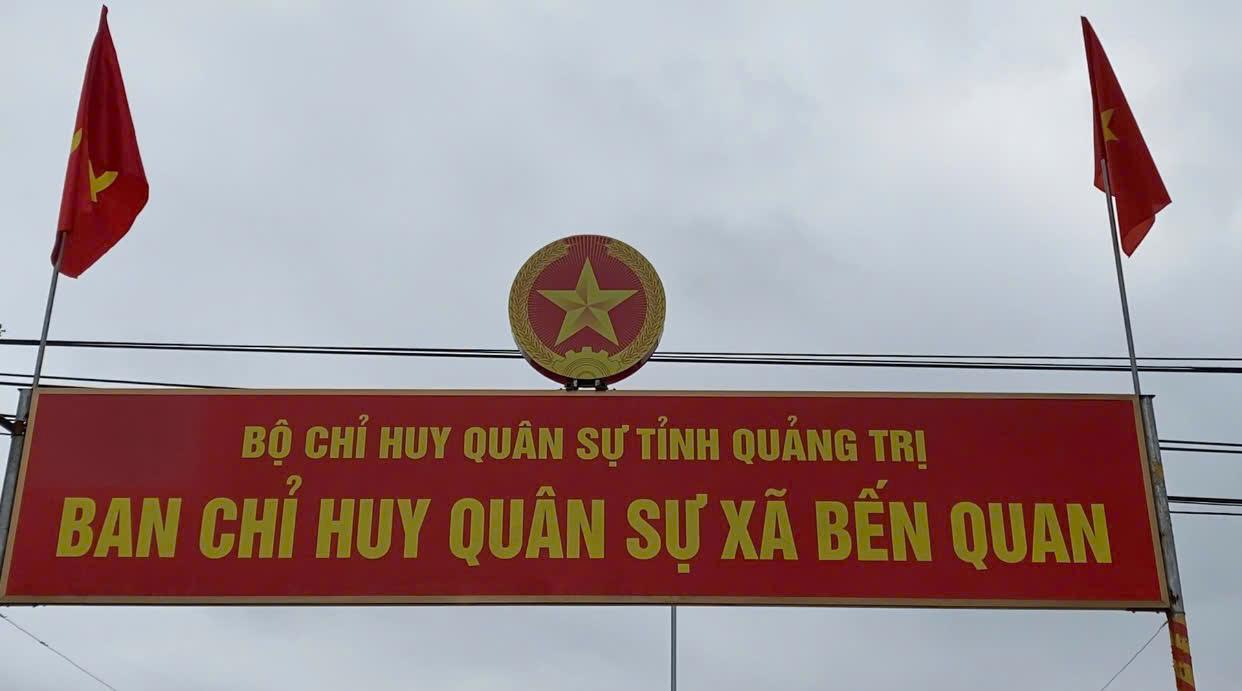 BỘ CHỈ HUY QUÂN SỰ TỈNH QUẢNG TRỊ
BAN CHỈ HUY QUÂN SỰ XÃ BẾN QUAN